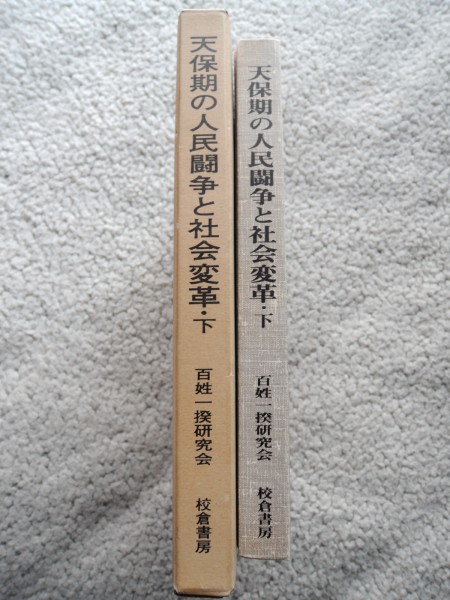 天保期の人民闘争と社会変革・下
百姓一揆研究会
校倉書房
天保期の人民闘争と社会変革・下
百姓一揆研究会
校倉書房